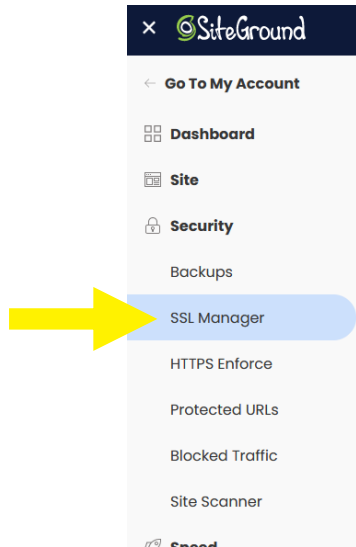 × SiteGround
← Go To My Account
Dashboard
Site
Security
Backups
SSL Manager
HTTPS Enforce
Protected URLs
Blocked Traffic
Site Scanner
Speed